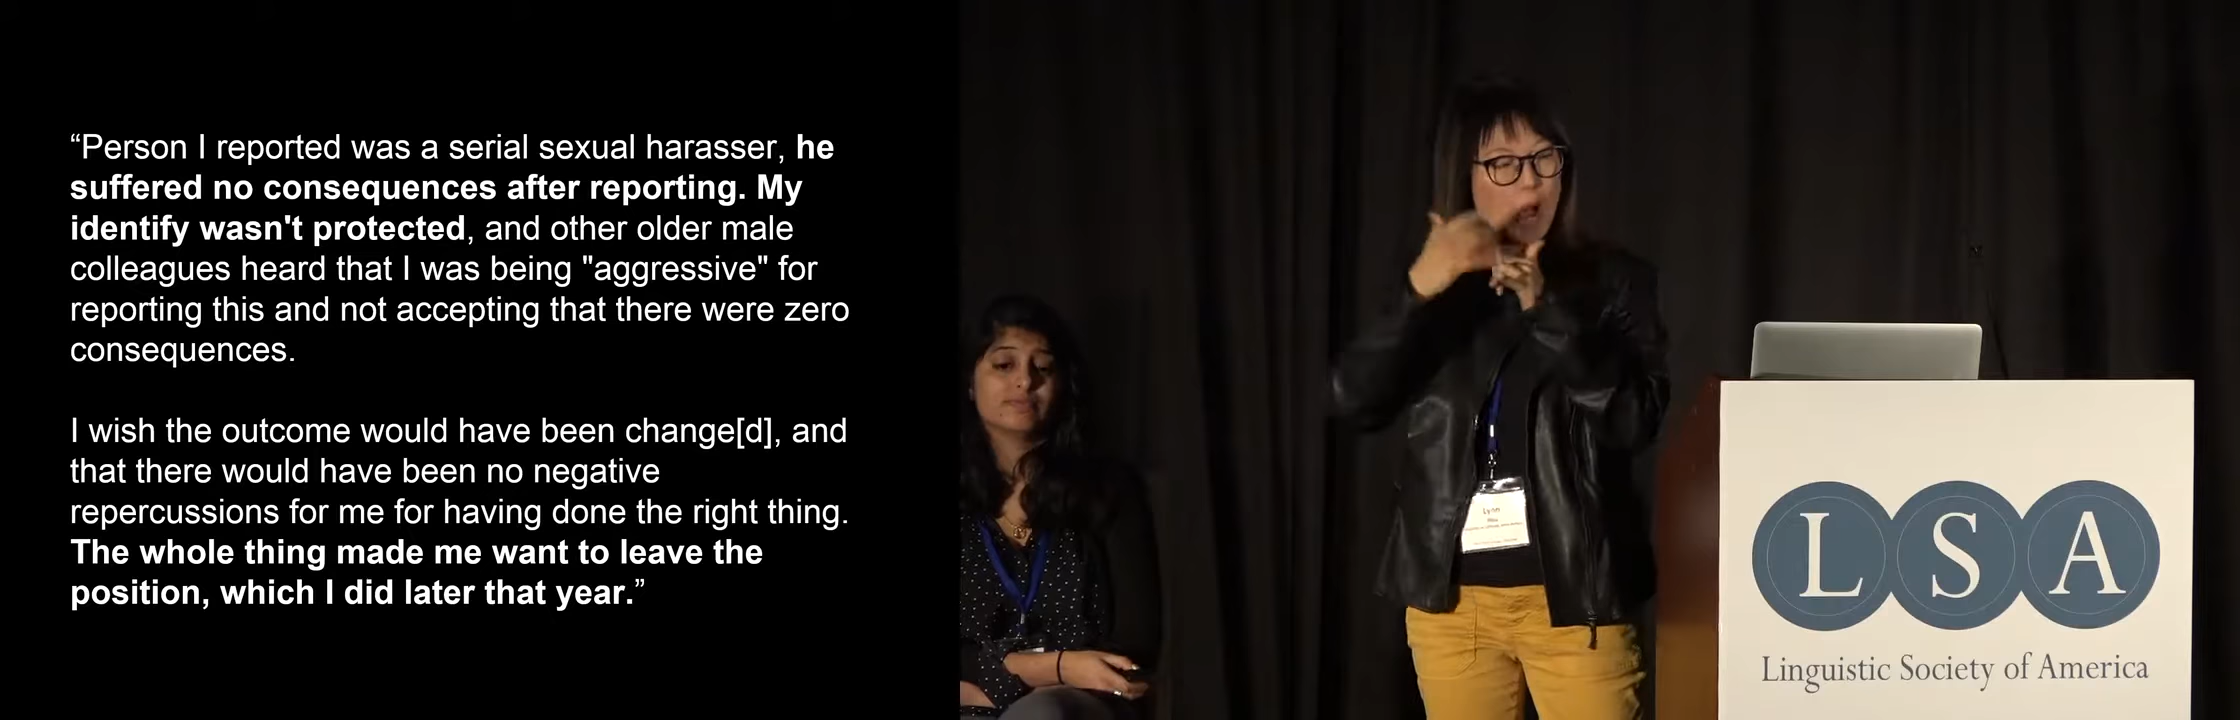 “Person I reported was a serial sexual harasser, he
suffered no consequences after reporting. My
identify wasn't protected, and other older male
colleagues heard that I was being "aggressive" for
reporting this and not accepting that there were zero
consequences.
I wish the outcome would have been change[d], and
that there would have been no negative
repercussions for me for having done the right thing.
The whole thing made me want to leave the
position, which I did later that year.”
Lynn
LSA
Linguistic Society of America